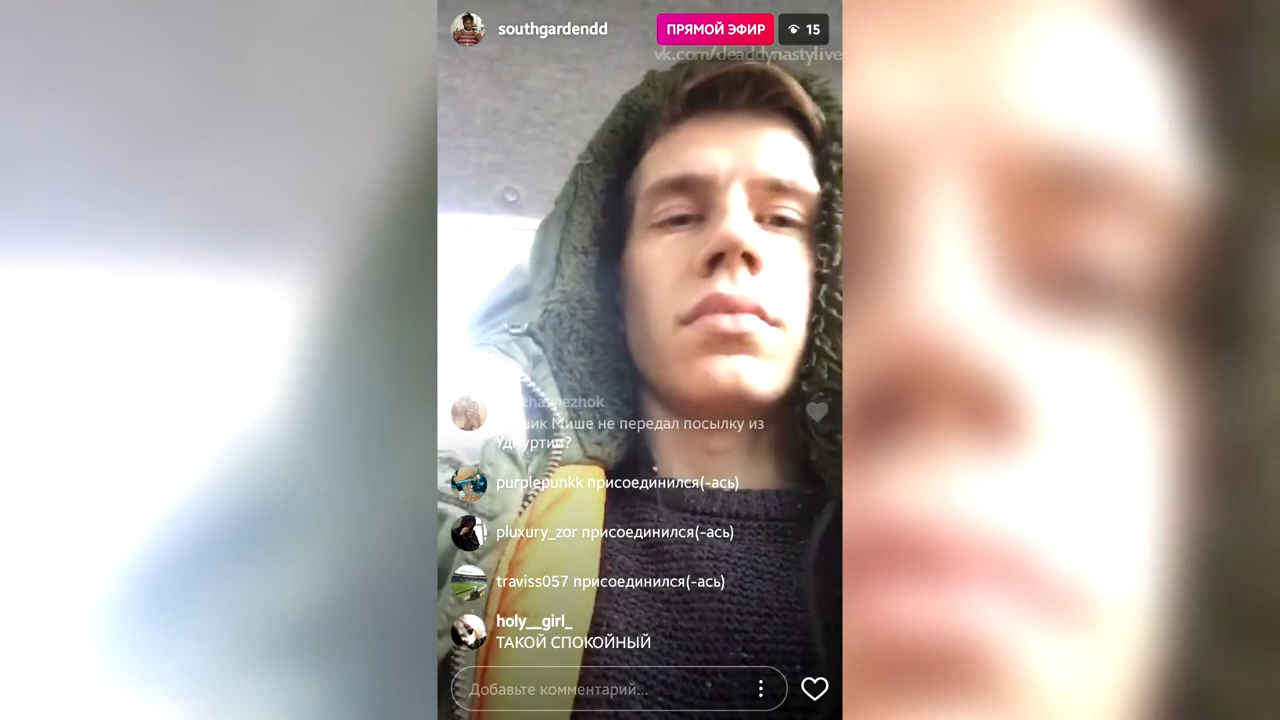 southgardendd
ПРЯМОЙ ЭФИР
15
vk.com/deaddynastylive
Мише не передал посылку из
Удмуртии?
purplepunkk присоединился(-ась)
pluxury_zor присоединился(-ась)
traviss057 присоединился(-ась)
holy__girl_
ТАКОЙ СПОКОЙНЫЙ
Добавьте комментарий...